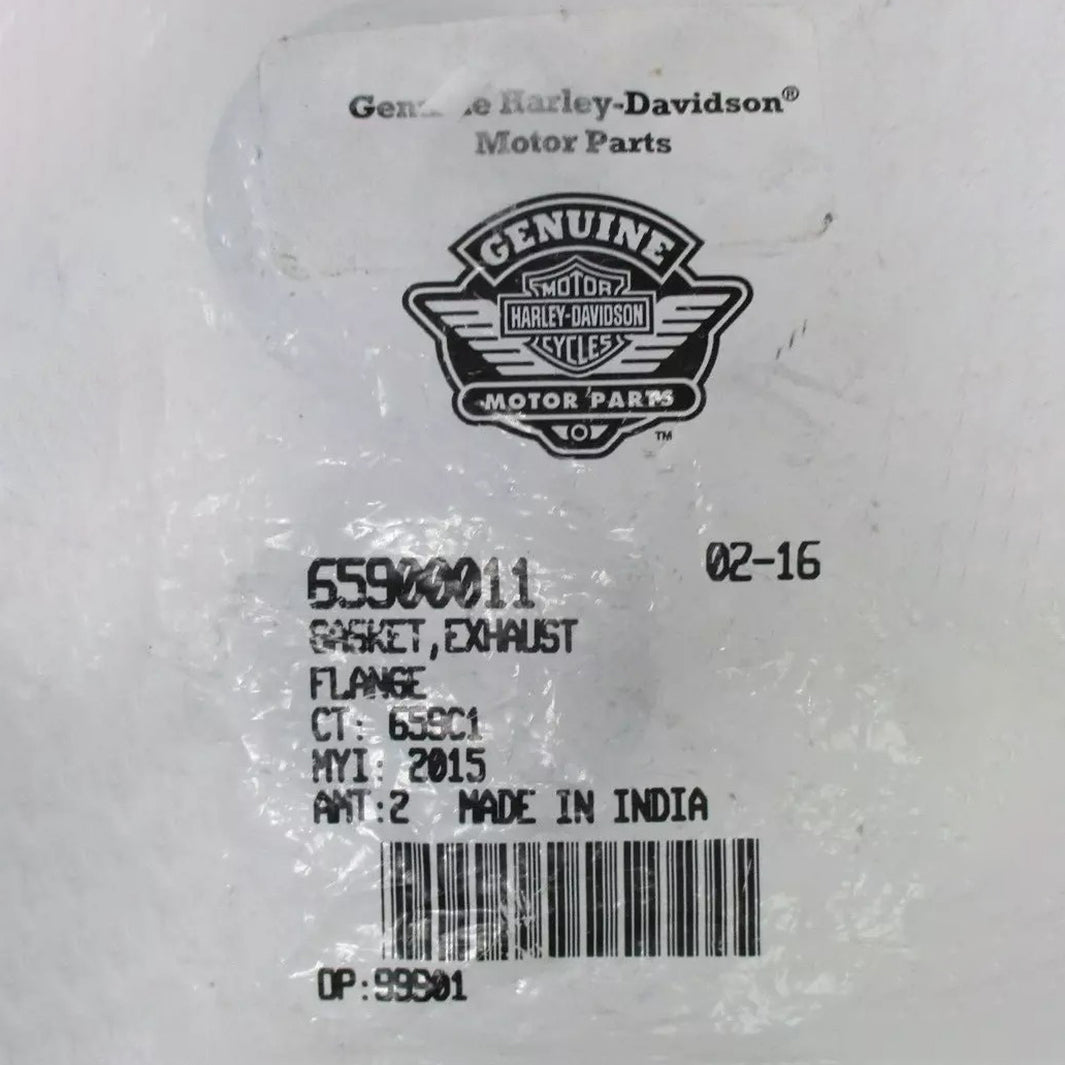 Genuine Harley-Davidson®
Motor Parts
GENUINE
MOTOR
HARLEY-DAVIDSON
CYCLES
MOTOR PARTS
TM
65900011
02-16
GASKET,EXHAUST
FLANGE
CT: 659C1
MYI: 2015
AMT:2 MADE IN INDIA
DP:99901